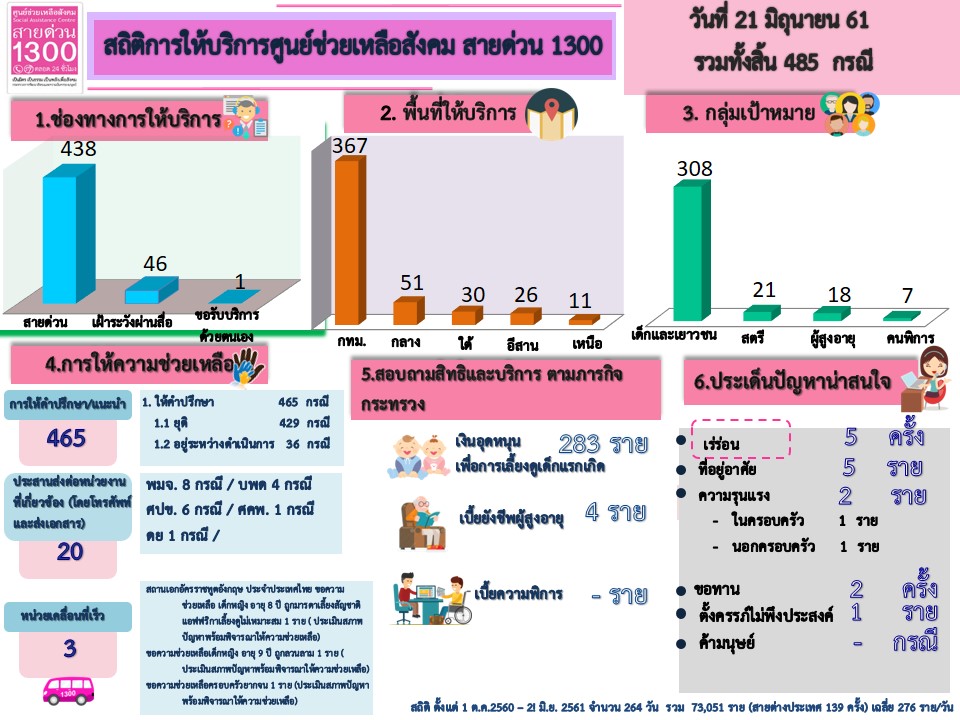 ศูนย์ช่วยเหลือสังคม
Social Assistance Center
สายด่วน
1300
ตลอด 24 ชั่วโมง
สถิติการให้บริการศูนย์ช่วยเหลือสังคม สายด่วน 1300
วันที่ 21 มิถุนายน 61
รวมทั้งสิ้น 485 กรณี
1.ช่องทางการให้บริการ
438
46
1
สายด่วน
เฝ้าระวังผ่านสื่อ
ขอรับบริการ
ด้วยตนเอง
2. พื้นที่ให้บริการ
367
51
30
26
11
กทม.
กลาง
ใต้
อีสาน
เหนือ
3. กลุ่มเป้าหมาย
308
21
18
7
เด็กและเยาวชน
สตรี
ผู้สูงอายุ
คนพิการ
4.การให้ความช่วยเหลือ
การให้คำปรึกษา/แนะนำ
465
1. ให้คำปรึกษา 465 กรณี
1.1 ยุติ 429 กรณี
1.2 อยู่ระหว่างดำเนินการ 36 กรณี
ประสานส่งต่อหน่วยงาน
ที่เกี่ยวข้อง (โดยโทรศัพท์
และส่งเอกสาร)
20
พมจ. 8 กรณี / บพด 4 กรณี
ศปช. 6 กรณี / ศคพ. 1 กรณี
ดย 1 กรณี /
หน่วยเคลื่อนที่เร็ว
3
1300
สถานเอกอัครราชทูตอังกฤษ ประจำประเทศไทย ขอความ
ช่วยเหลือ เด็กหญิง อายุ 8 ปี ถูกมารดาเลี้ยงสัญชาติ
แอฟฟริกาเลี้ยงดูไม่เหมาะสม 1 ราย ( ประเมินสภาพ
ปัญหาพร้อมพิจารณาให้ความช่วยเหลือ)
ขอความช่วยเหลือเด็กหญิง อายุ 9 ปี ถูกลวนลาม 1 ราย (
ประเมินสภาพปัญหาพร้อมพิจารณาให้ความช่วยเหลือ)
ขอความช่วยเหลือครอบครัวยากจน 1 ราย (ประเมินสภาพปัญหา
พร้อมพิจารณาให้ความช่วยเหลือ)
5.สอบถามสิทธิและบริการ ตามภารกิจ
กระทรวง
เงินอุดหนุน 283 ราย
เพื่อการเลี้ยงดูเด็กแรกเกิด
เบี้ยยังชีพผู้สูงอายุ 4 ราย
เบี้ยความพิการ - ราย
6.ประเด็นปัญหาน่าสนใจ
เร่ร่อน 5 ครั้ง
ที่อยู่อาศัย 5 ราย
ความรุนแรง 2 ราย
- ในครอบครัว 1 ราย
- นอกครอบครัว 1 ราย
ขอทาน 2 ครั้ง
ตั้งครรภ์ไม่พึงประสงค์ 1 ราย
ค้ามนุษย์ - กรณี
สถิติ ตั้งแต่ 1 ต.ค.2560 – 21 มิ.ย. 2561 จำนวน 264 วัน รวม 73,051 ราย (สายต่างประเทศ 139 ครั้ง) เฉลี่ย 276 ราย/วัน